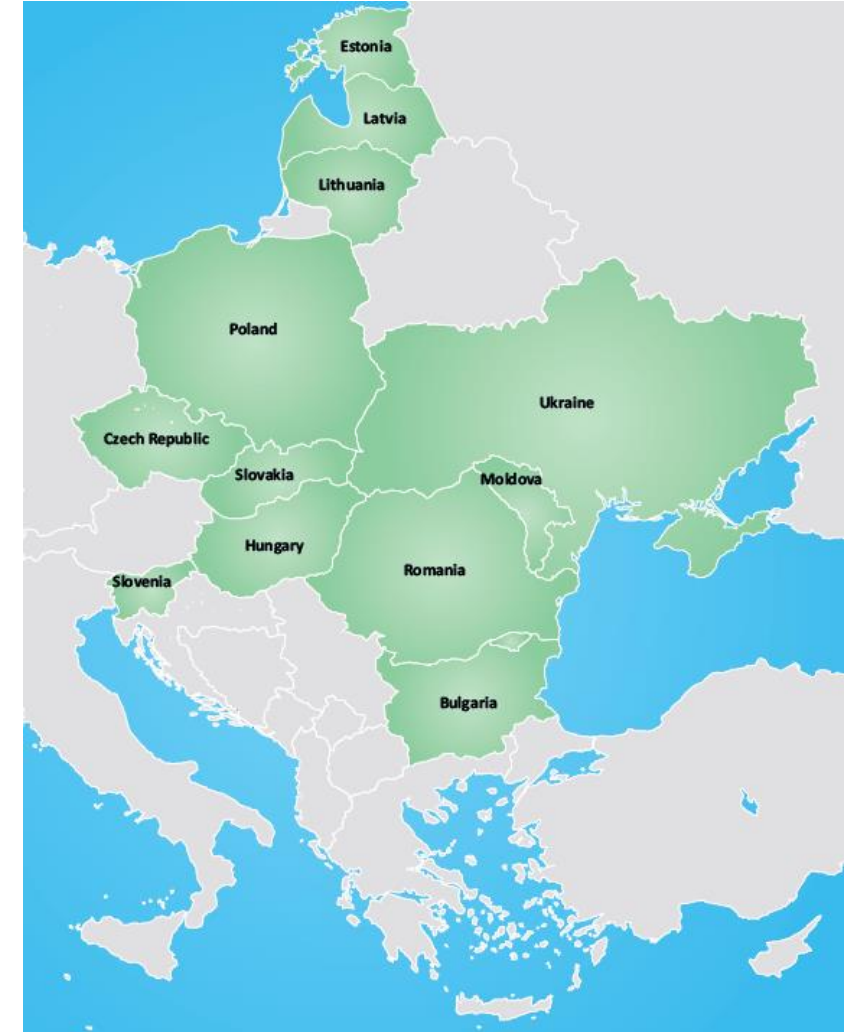 Estonia
Latvia
Lithuania
Poland
Ukraine
Czech Republic
Slovakia
Moldova
Hungary
Romania
Slovenia
Bulgaria